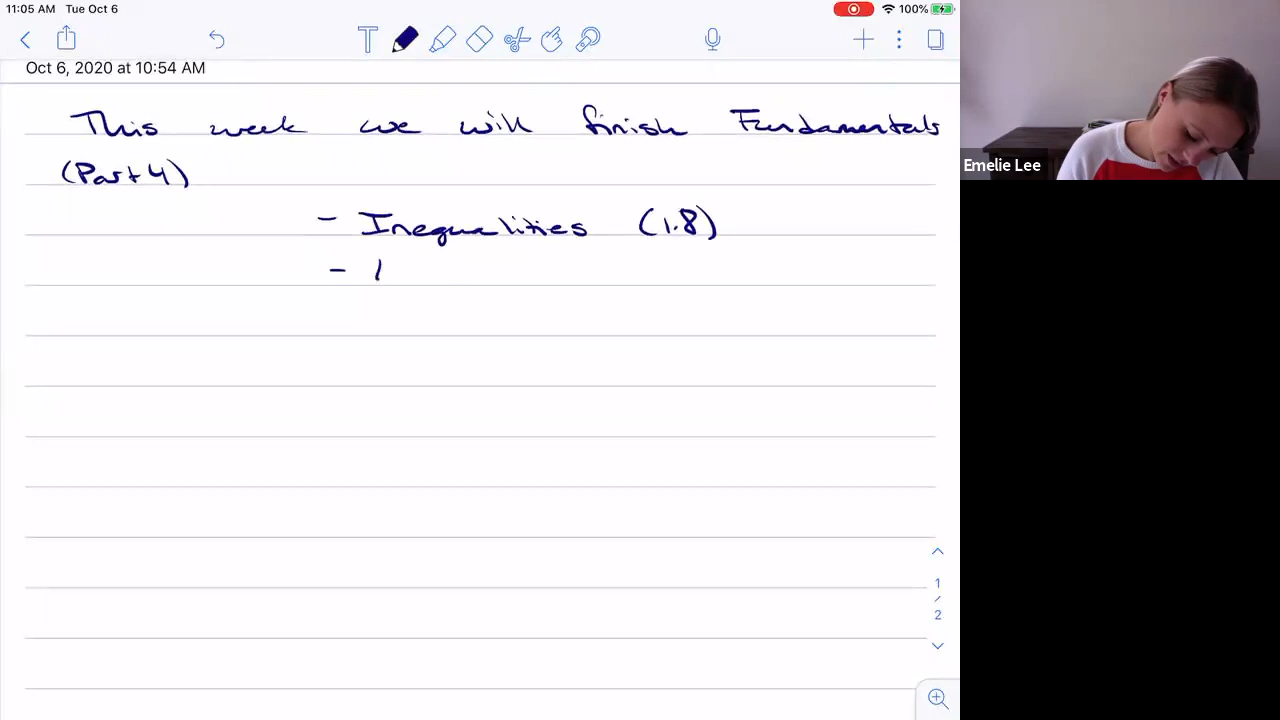 11:05 AM Tue Oct 6
100%
T
Oct 6, 2020 at 10:54 AM
This week we will finish Fundamentals
(Part 4)
- Inequalities (1.8)
-
Emelie Lee
1
/
2